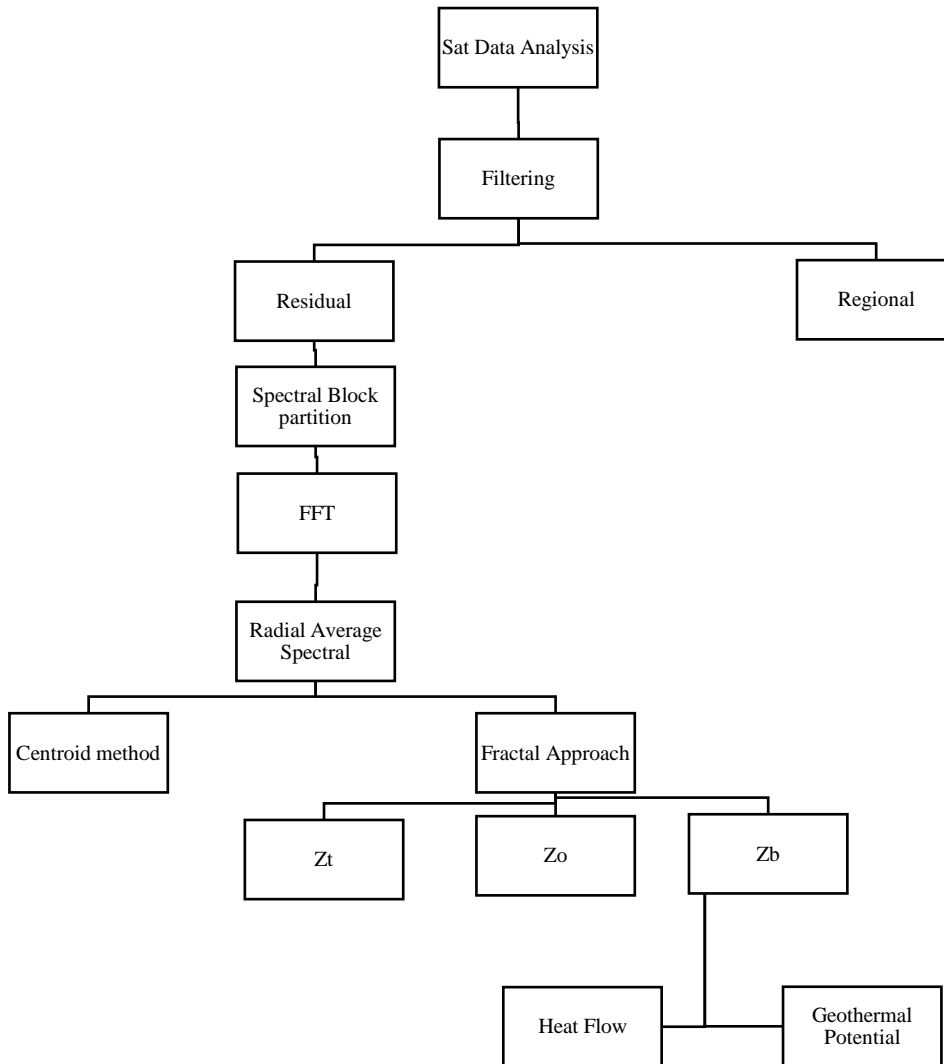 Sat Data Analysis
Filtering
Residual
Regional
Spectral Block
partition
FFT
Radial Average
Spectral
Centroid method
Fractal Approach
Zt
Zo
Zb
Heat Flow
Geothermal
Potential